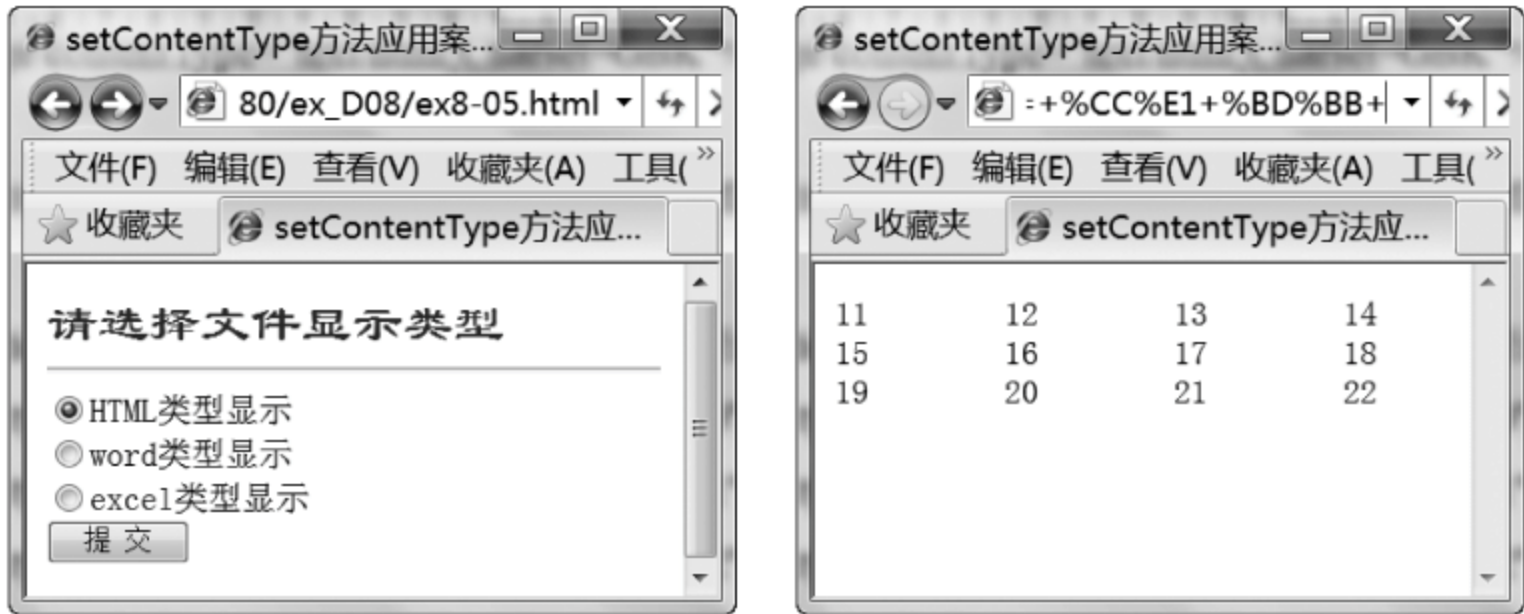 setContentType方法应用案...
80/ex_D08/ex8-05.html
文件(F) 编辑(E) 查看(V) 收藏夹(A) 工具(
收藏夹 setContentType方法应...
请选择文件显示类型
HTML类型显示
word类型显示
excel类型显示
提 交
setContentType方法应用案...
=+%CC%E1+%BD%BB+
文件(F) 编辑(E) 查看(V) 收藏夹(A) 工具(
收藏夹 setContentType方法应...
11 12 13 14
15 16 17 18
19 20 21 22